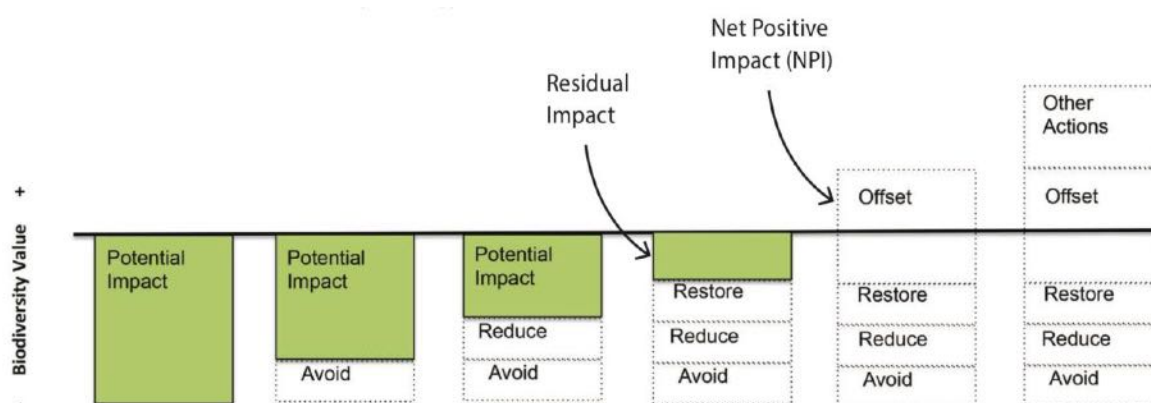 Net Positive
Impact (NPI)
Residual
Impact
Other
Actions
Offset
Offset
+
Biodiversity Value
-
Potential
Impact
Potential
Impact
Potential
Impact
Restore
Restore
Restore
Reduce
Reduce
Reduce
Reduce
Avoid
Avoid
Avoid
Avoid
Avoid